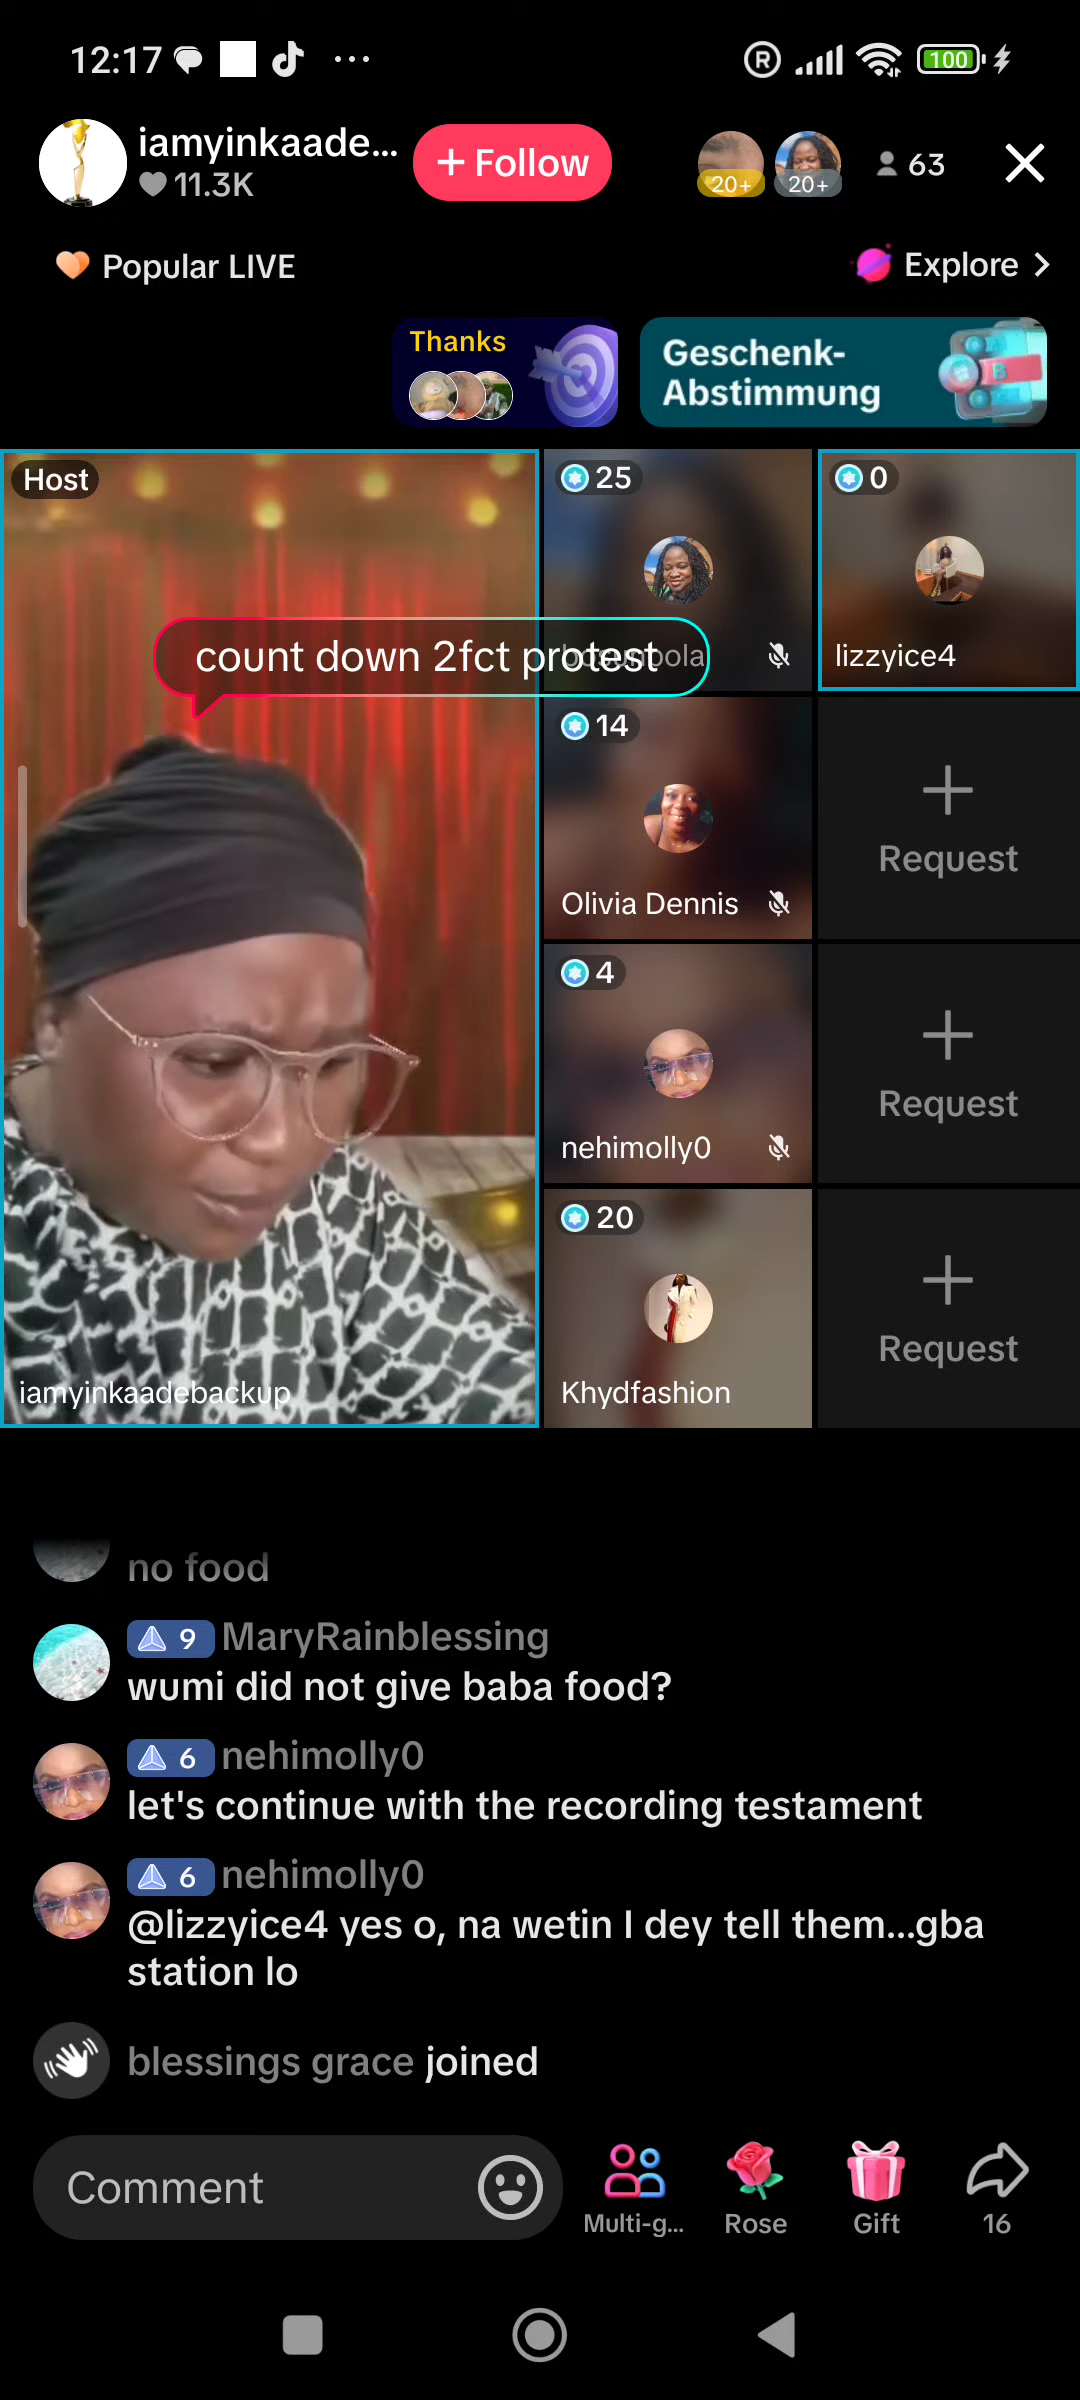 12:17
100
iamyinkaade...
11.3K
+ Follow
20+
20+
63
Popular LIVE
Explore
Thanks
Geschenk-
Abstimmung
Host
25
0
count down 2fct protest
lizzyice4
14
Request
Olivia Dennis
4
Request
nehimolly0
20
Request
iamyinkaadebackup
Khydfashion
no food
9 MaryRainblessing
wumi did not give baba food?
6 nehimolly0
let's continue with the recording testament
6 nehimolly0
@lizzyice4 yes o, na wetin I dey tell them...gba
station lo
blessings grace joined
Comment
Multi-g...
Rose
Gift
16